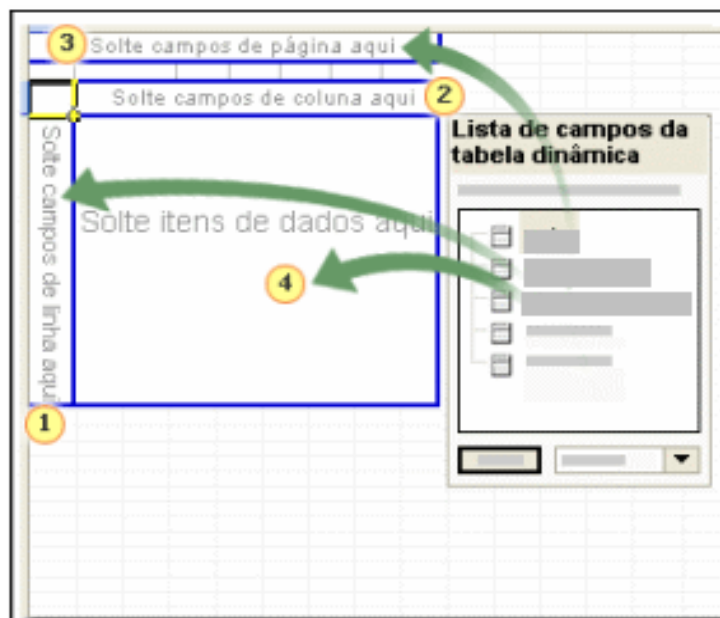 3
Solte campos de página aqui
Solte campos de coluna aqui
2
Lista de campos da
tabela dinâmica
Solte campos de linha aqui
Solte itens de dados aqui
4
1